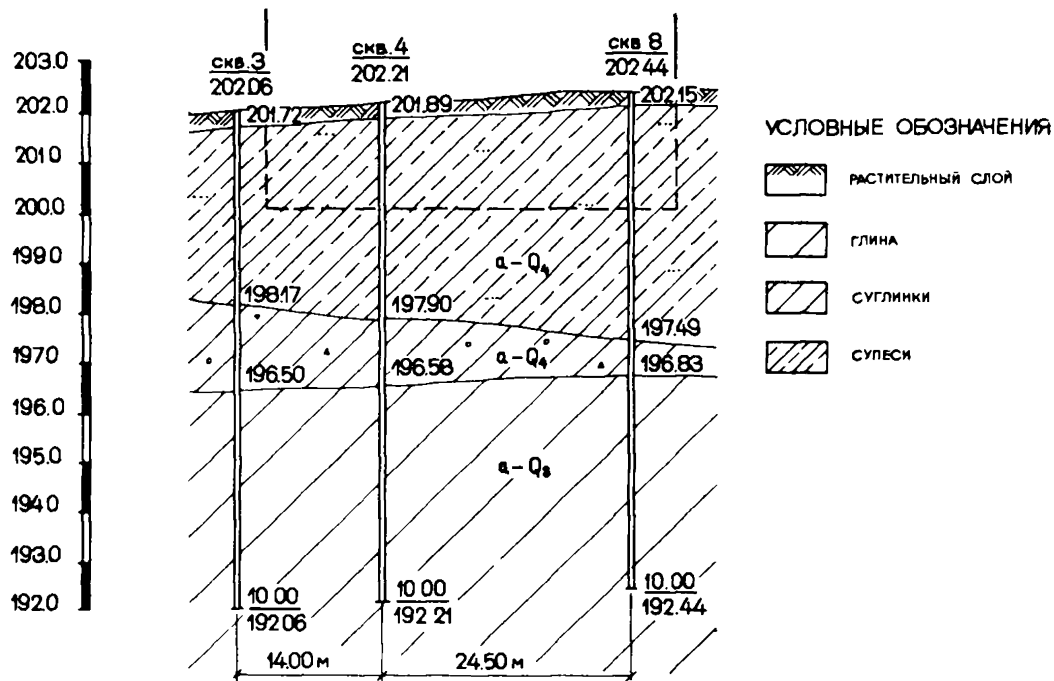 203.0
202.0
201.0
200.0
199.0
198.0
197.0
196.0
195.0
194.0
193.0
192.0
скв.3
202 06
скв.4
202.21
скв 8
202 44
201.72
201.89
202.15
a – Q₄
198.17
197.90
197.49
a – Q₄
196.50
196.58
196.83
a – Q₃
10 00
192 06
10 00
192 21
10.00
192.44
14.00 м
24.50 м
УСЛОВНЫЕ ОБОЗНАЧЕНИЯ
РАСТИТЕЛЬНЫЙ СЛОЙ
ГЛИНА
СУГЛИНКИ
СУПЕСИ